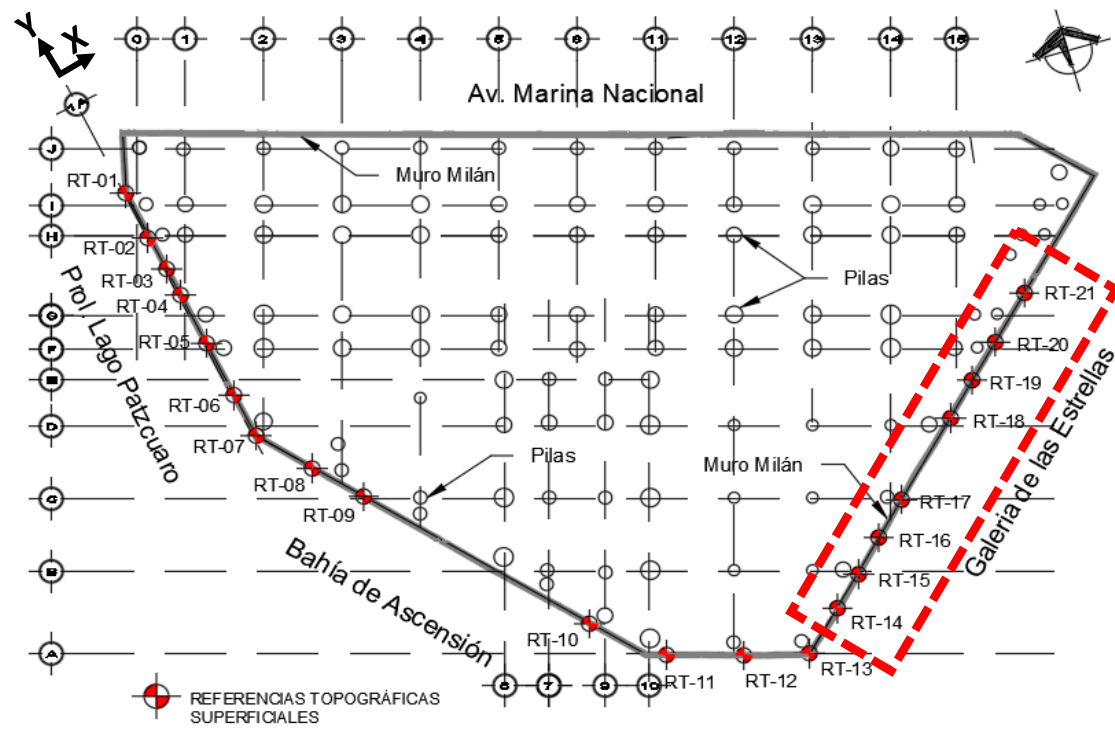 Y
X
0 1 2 3 4 5 8 11 12 13 14 15
1A
Av. Marina Nacional
J
Muro Milán
RT-01
I
H
RT-02
RT-03
Pilas
RT-21
RT-04
G
Prol. Lago Patzcuaro
RT-05
F
RT-20
E
RT-19
RT-06
D
RT-18
RT-07
Pilas
Muro Milán
RT-08
RT-09
C
RT-17
Galeria de las Estrellas
RT-16
Bahía de Ascensión
B
RT-15
RT-14
RT-10
A
RT-11
RT-12
RT-13
6 7 9 10
REFERENCIAS TOPOGRÁFICAS
SUPERFICIALES